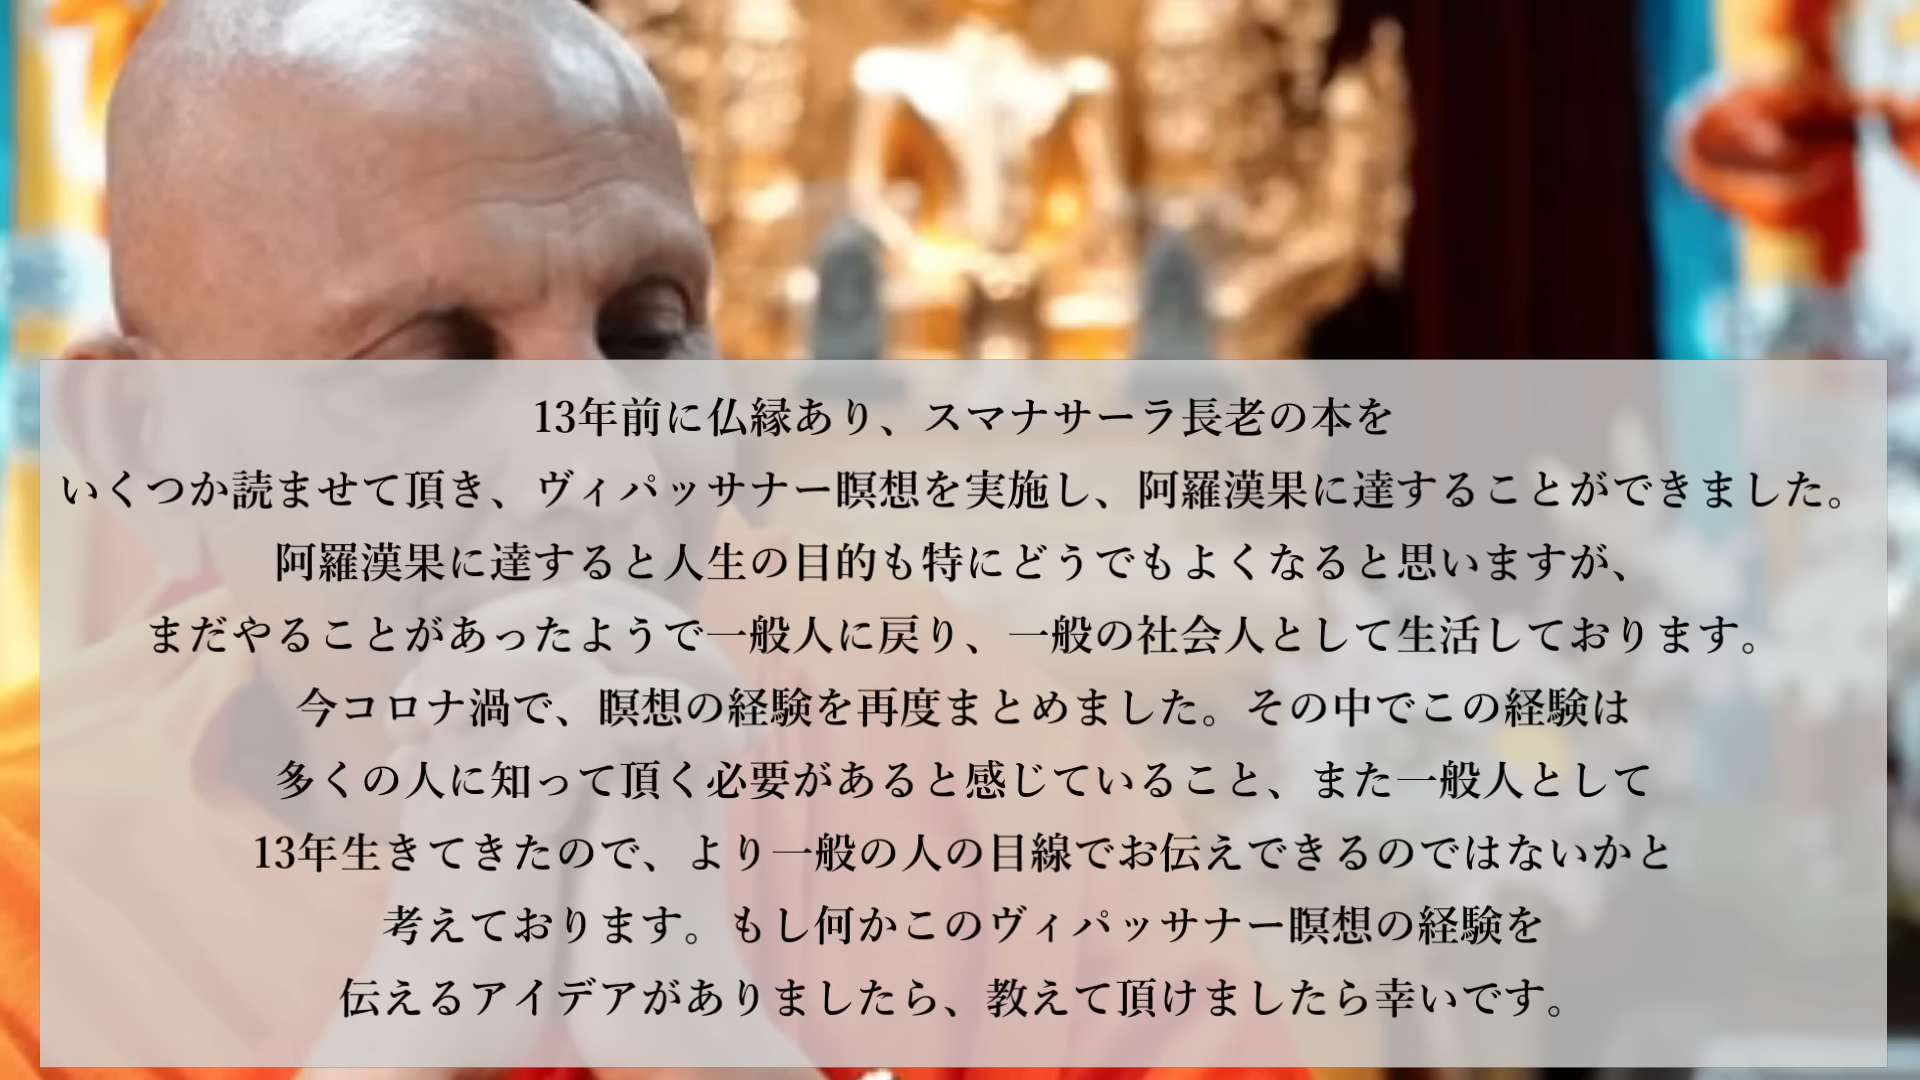 13年前に仏縁あり、スマナサーラ長老の本を
いくつか読ませて頂き、ヴィパッサナー瞑想を実施し、阿羅漢果に達することができました。
阿羅漢果に達すると人生の目的も特にどうでもよくなると思いますが、
まだやることがあったようで一般人に戻り、一般の社会人として生活しております。
今コロナ渦で、瞑想の経験を再度まとめました。その中でこの経験は
多くの人に知って頂く必要があると感じていること、また一般人として
13年生きてきたので、より一般の人の目線でお伝えできるのではないかと
考えております。もし何かこのヴィパッサナー瞑想の経験を
伝えるアイデアがありましたら、教えて頂けましたら幸いです。